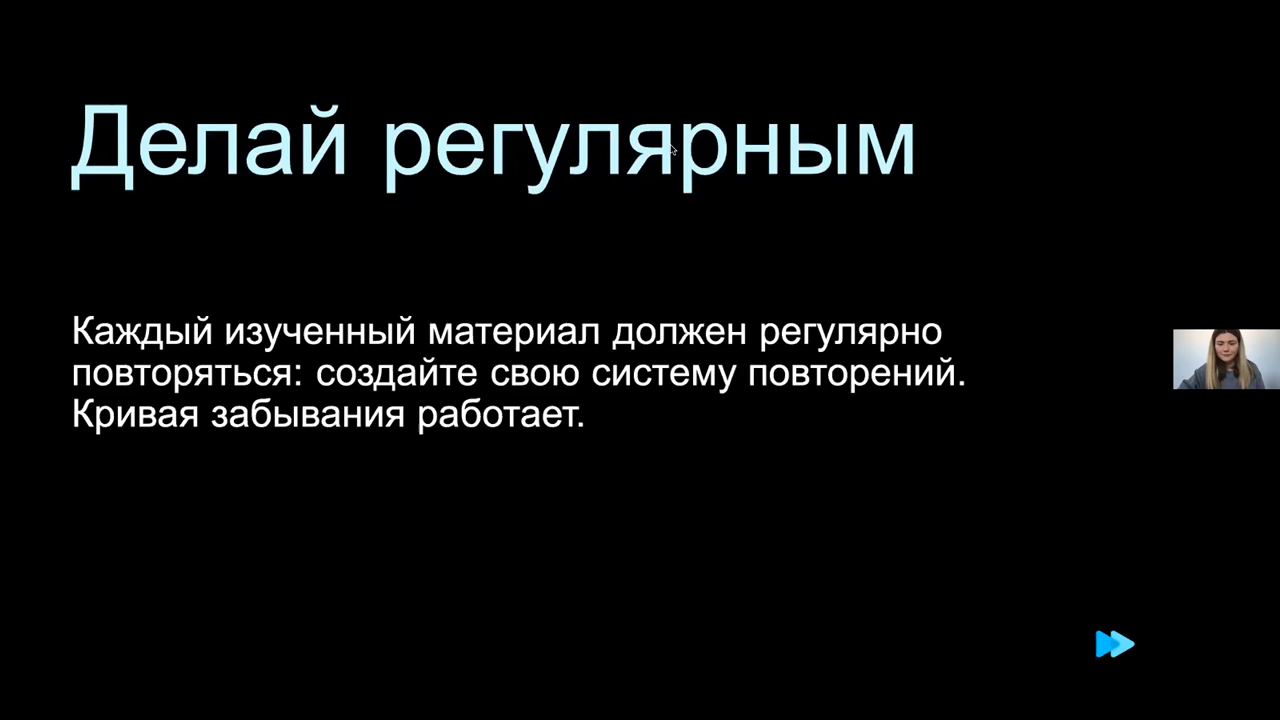 Делай регулярным
Каждый изученный материал должен регулярно
повторяться: создайте свою систему повторений.
Кривая забывания работает.